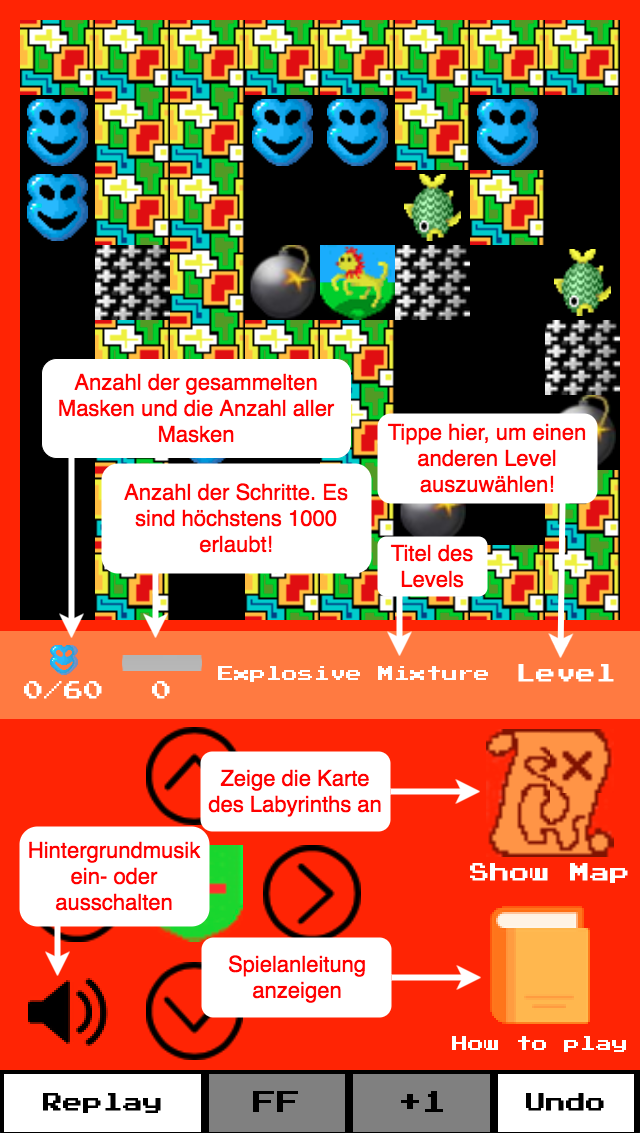 Anzahl der gesammelten
Masken und die Anzahl aller
Masken
Tippe hier, um einen
anderen Level
auszuwählen!
Anzahl der Schritte. Es
sind höchstens 1000
erlaubt!
Titel des
Levels
0/60
0
Explosive Mixture
Level
Zeige die Karte
des Labyrinths an
Show Map
Hintergrundmusik
ein- oder
ausschalten
Spielanleitung
anzeigen
How to play
Replay
FF
+1
Undo